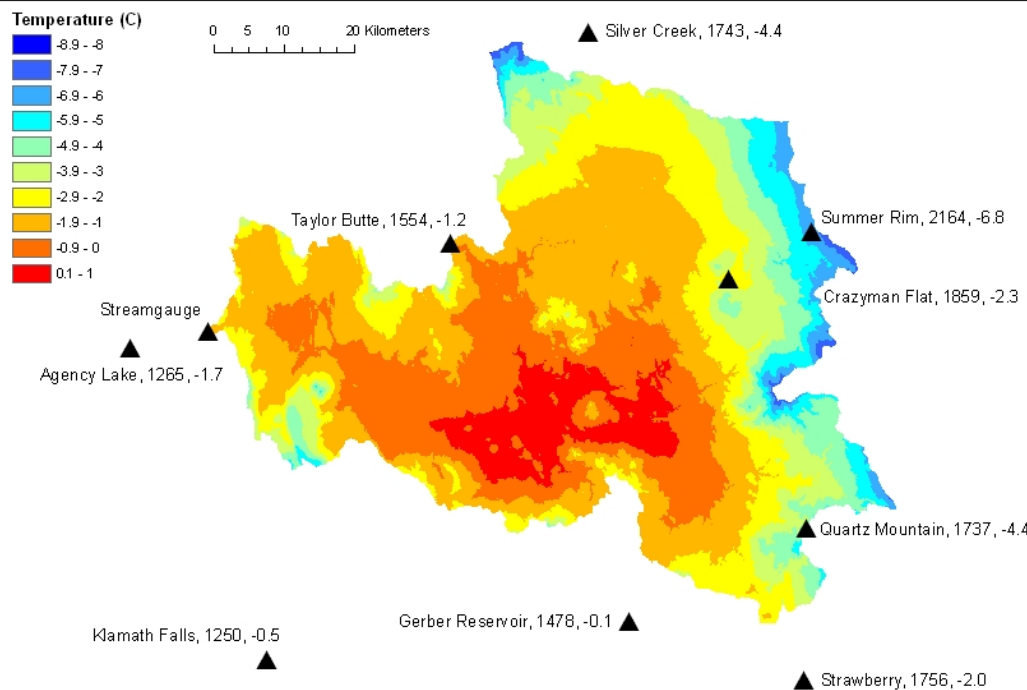 Temperature (C)
-8.9 - -8
-7.9 - -7
-6.9 - -6
-5.9 - -5
-4.9 - -4
-3.9 - -3
-2.9 - -2
-1.9 - -1
-0.9 - 0
0.1 - 1
0 5 10 20 Kilometers
Silver Creek, 1743, -4.4
Taylor Butte, 1554, -1.2
Summer Rim, 2164, -6.8
Crazyman Flat, 1859, -2.3
Streamgauge
Agency Lake, 1265, -1.7
Quartz Mountain, 1737, -4.4
Gerber Reservoir, 1478, -0.1
Klamath Falls, 1250, -0.5
Strawberry, 1756, -2.0